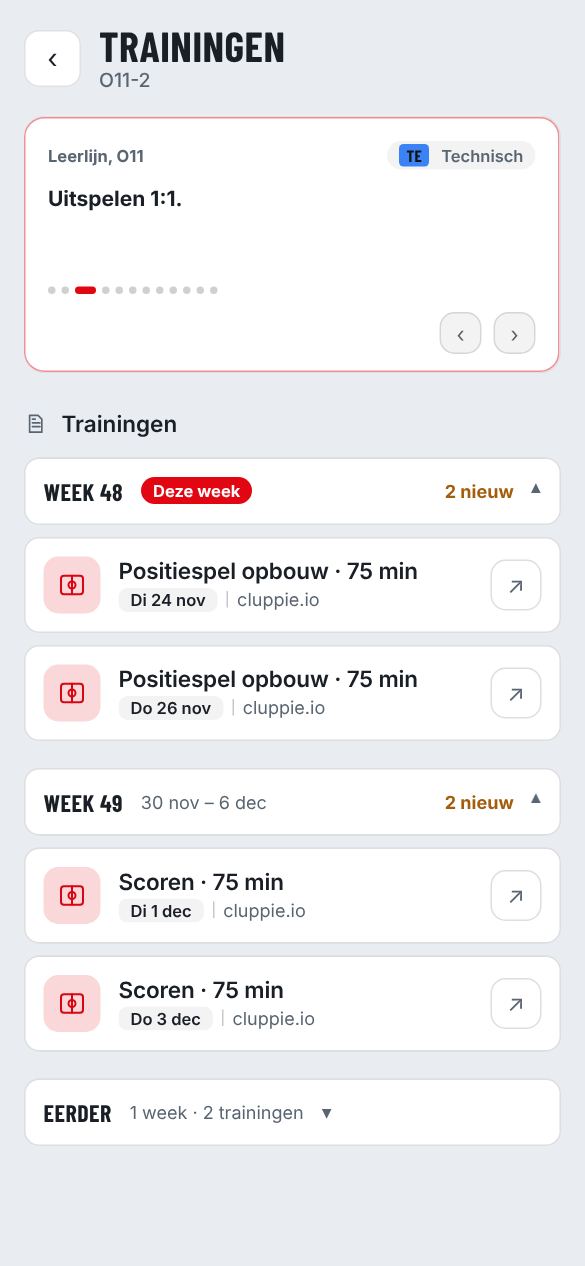 TRAININGEN
O11-2
Leerlijn, O11
TE Technisch
Uitspelen 1:1.
Trainingen
WEEK 48 Deze week 2 nieuw
Positiespel opbouw · 75 min
Di 24 nov | cluppie.io
Positiespel opbouw · 75 min
Do 26 nov | cluppie.io
WEEK 49 30 nov – 6 dec 2 nieuw
Scoren · 75 min
Di 1 dec | cluppie.io
Scoren · 75 min
Do 3 dec | cluppie.io
EERDER 1 week · 2 trainingen